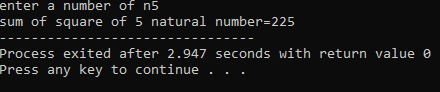 enter a number of n5
sum of square of 5 natural number=225
--------------------------------
Process exited after 2.947 seconds with return value 0
Press any key to continue . . .